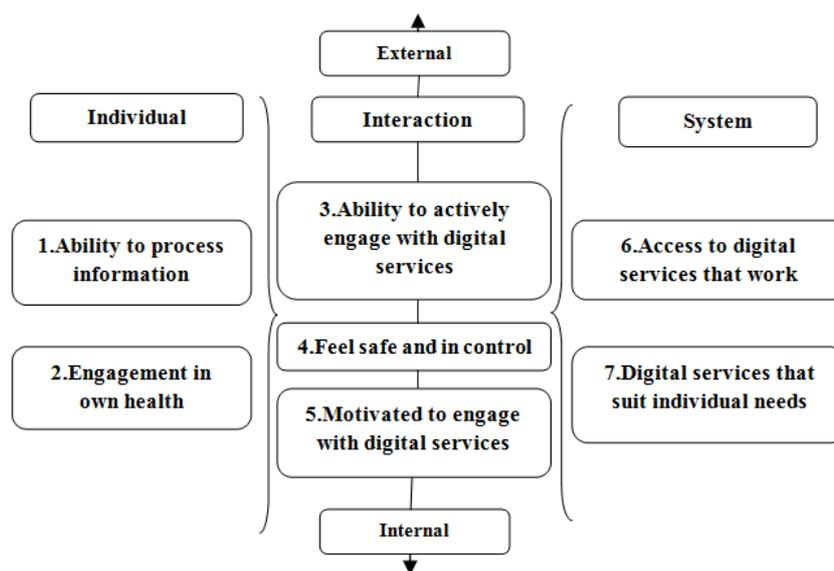 External
Individual
Interaction
System
3.Ability to actively
engage with digital
services
1.Ability to process
information
6.Access to digital
services that work
4.Feel safe and in control
2.Engagement in
own health
7.Digital services that
suit individual needs
5.Motivated to engage
with digital services
Internal